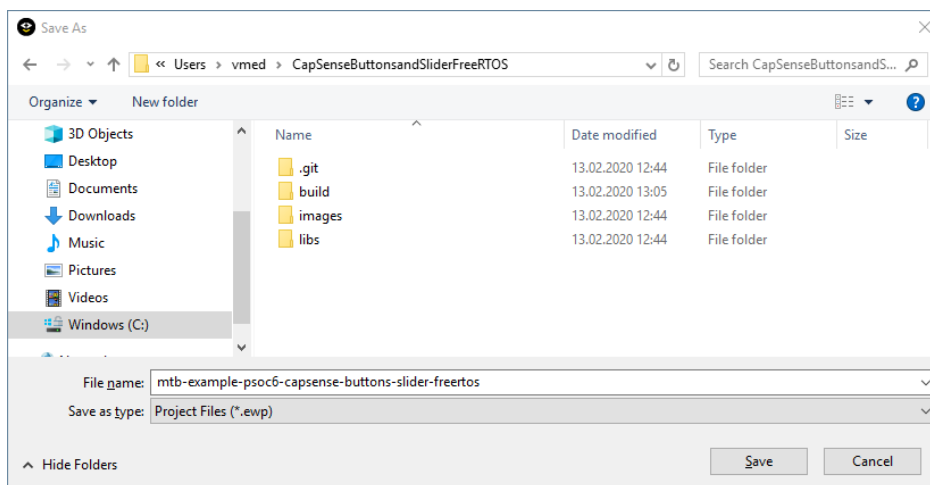 Save As
« Users › vmed › CapSenseButtonsandSliderFreeRTOS
Search CapSenseButtonsandS...
Organize
New folder
3D Objects
Desktop
Documents
Downloads
Music
Pictures
Videos
Windows (C:)
Name Date modified Type Size
.git 13.02.2020 12:44 File folder
build 13.02.2020 13:05 File folder
images 13.02.2020 12:44 File folder
libs 13.02.2020 12:44 File folder
File name: mtb-example-psoc6-capsense-buttons-slider-freertos
Save as type: Project Files (*.ewp)
Hide Folders
Save
Cancel